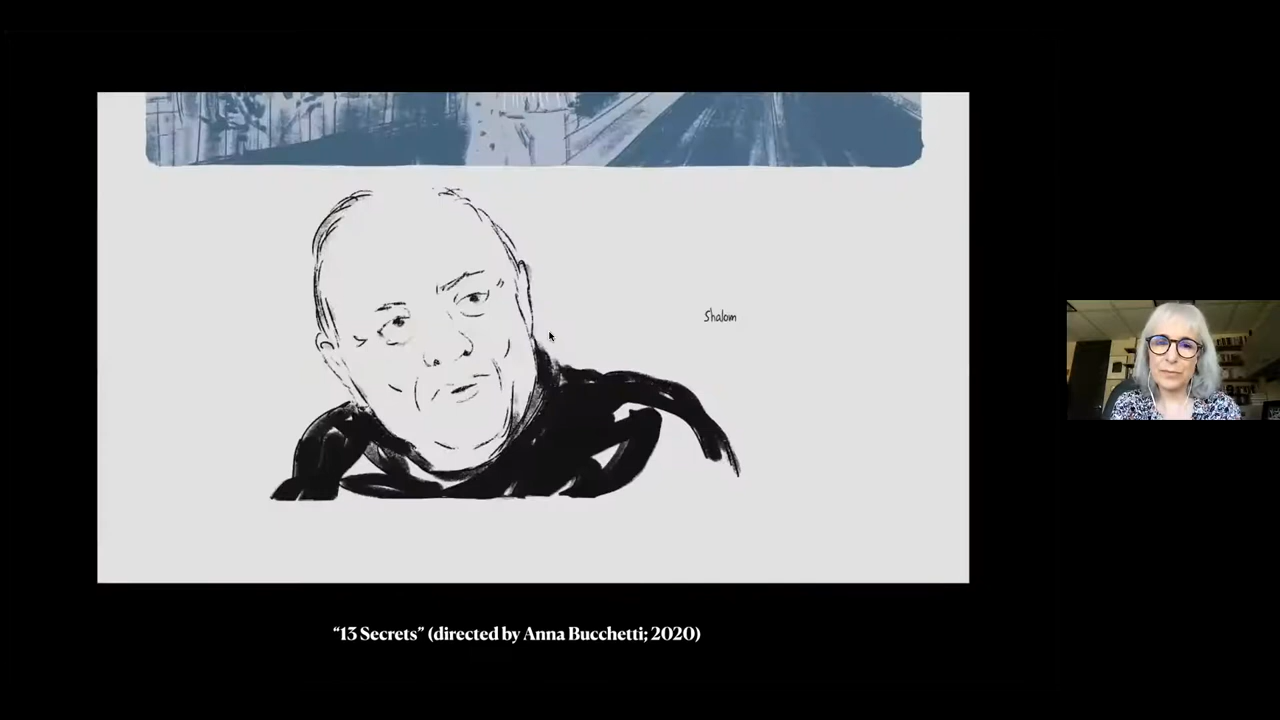 Shalom
“13 Secrets” (directed by Anna Bucchetti; 2020)